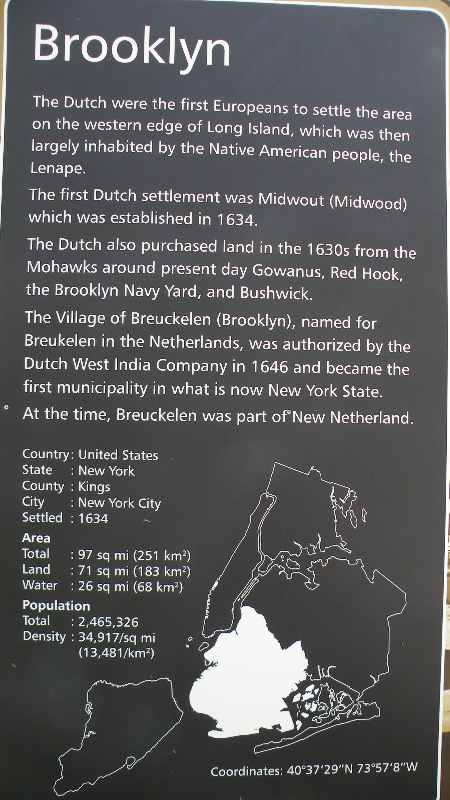 Brooklyn
The Dutch were the first Europeans to settle the area
on the western edge of Long Island, which was then
largely inhabited by the Native American people, the
Lenape.
The first Dutch settlement was Midwout (Midwood)
which was established in 1634.
The Dutch also purchased land in the 1630s from the
Mohawks around present day Gowanus, Red Hook,
the Brooklyn Navy Yard, and Bushwick.
The Village of Breuckelen (Brooklyn), named for
Breukelen in the Netherlands, was authorized by the
Dutch West India Company in 1646 and became the
first municipality in what is now New York State.
At the time, Breuckelen was part of New Netherland.
Country : United States
State : New York
County : Kings
City : New York City
Settled : 1634
Area
Total : 97 sq mi (251 km²)
Land : 71 sq mi (183 km²)
Water : 26 sq mi (68 km²)
Population
Total : 2,465,326
Density : 34,917/sq mi
(13,481/km²)
Coordinates: 40°37'29"N 73°57'8"W